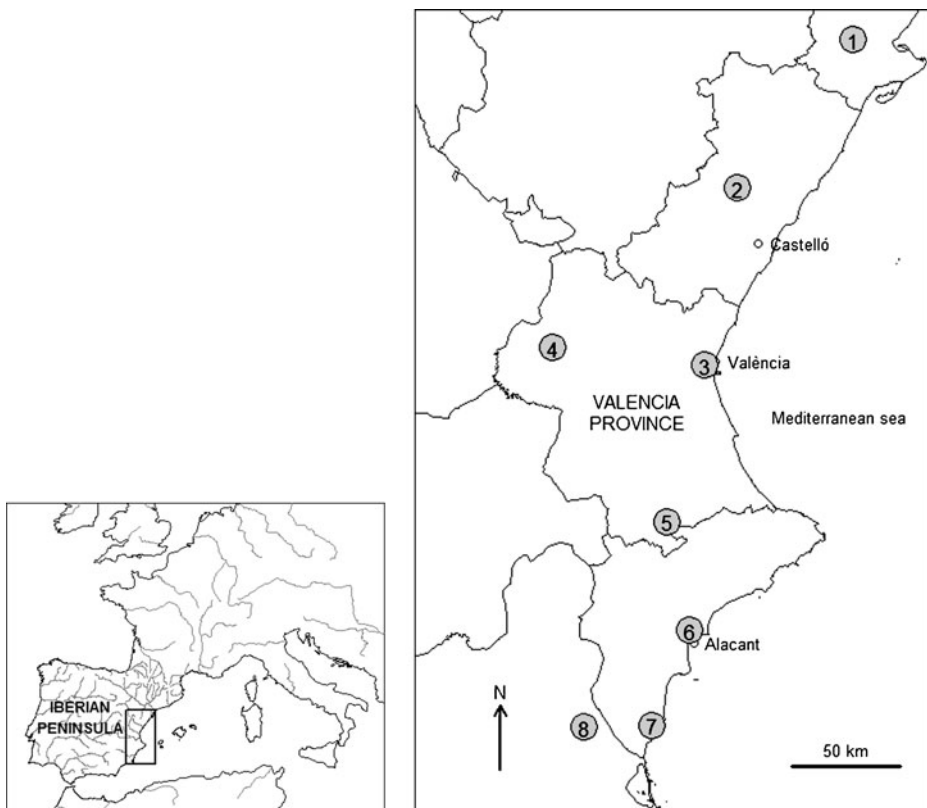 1
2
Castelló
4
3
València
VALENCIA
PROVINCE
Mediterranean sea
5
6
Alacant
N
8
7
50 km
IBERIAN
PENINSULA